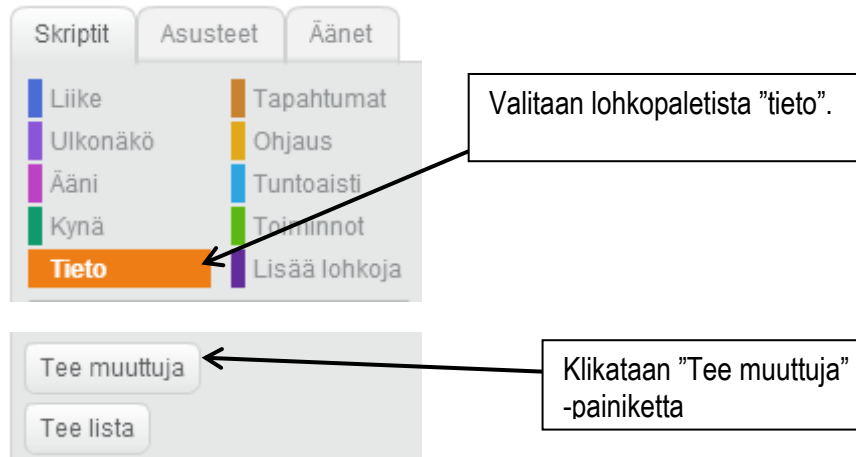 Skriptit Asusteet Äänet
Liike Tapahtumat
Ulkonäkö Ohjaus
Ääni Tuntoaisti
Kynä Toiminnot
Tieto Lisää lohkoja
Valitaan lohkopaletista ”tieto”.
Tee muuttuja
Tee lista
Klikataan ”Tee muuttuja”
-painiketta